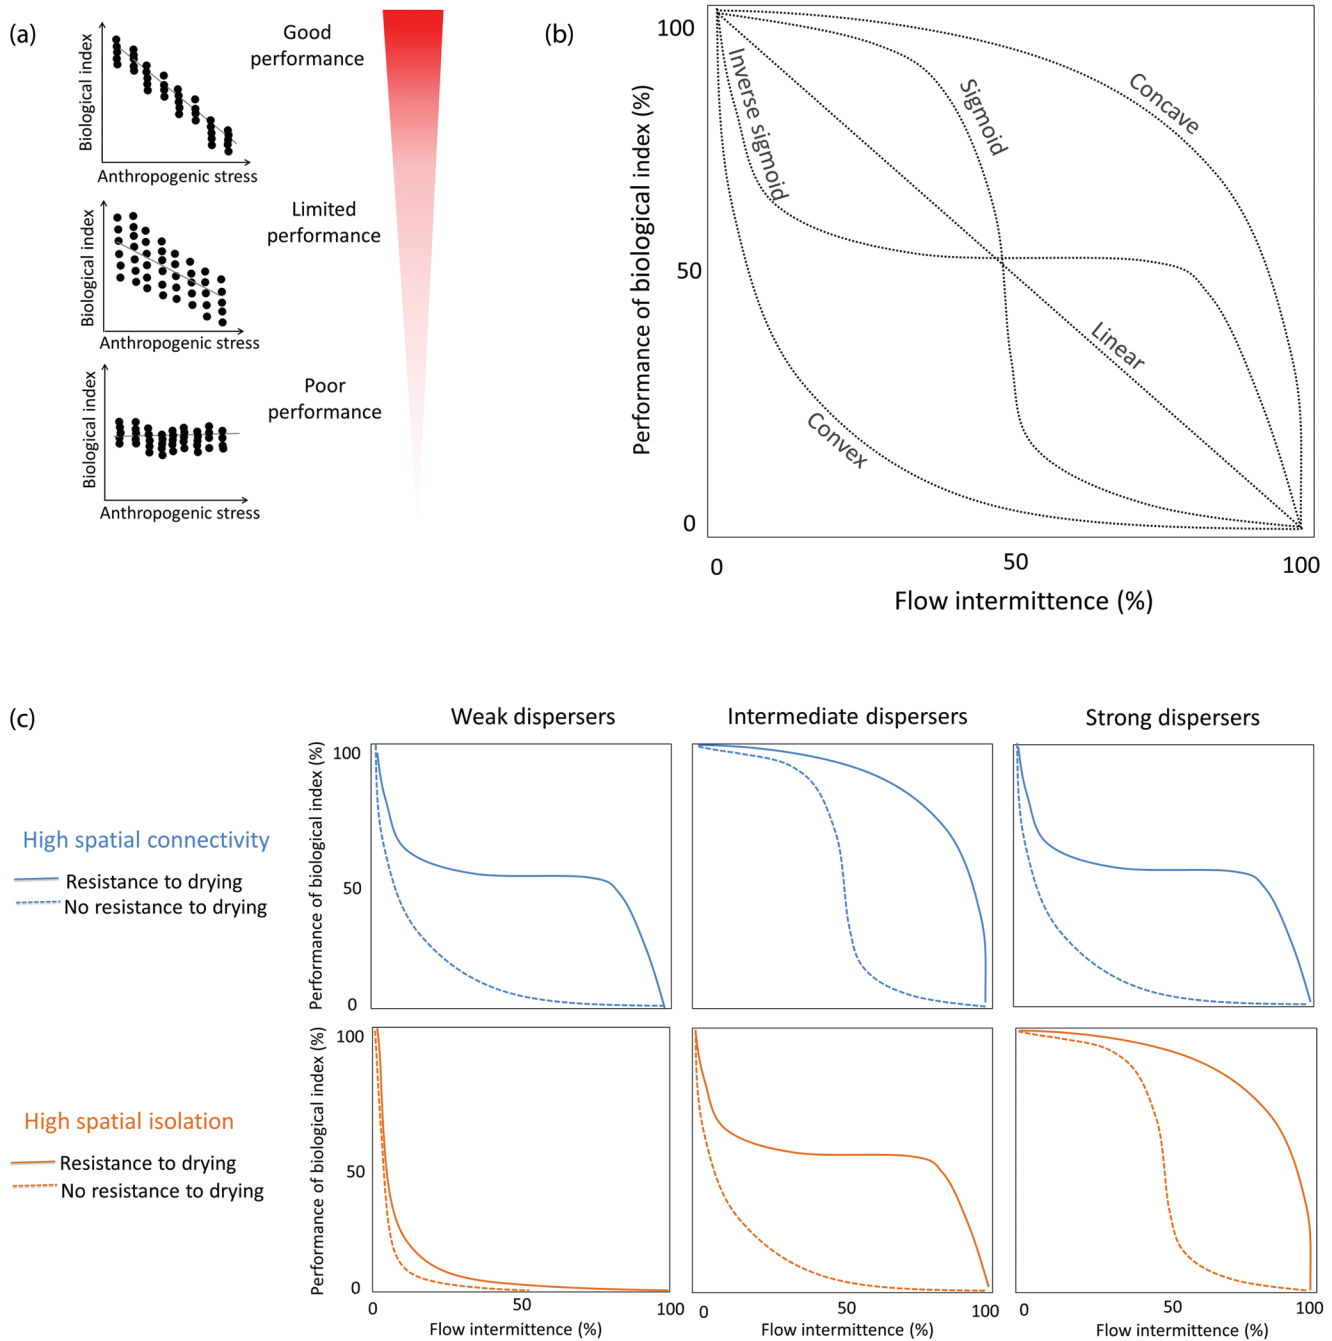 (a)
Biological index
Good
performance
Anthropogenic stress
Biological index
Limited
performance
Anthropogenic stress
Biological index
Poor
performance
Anthropogenic stress
(b)
Performance of biological index (%)
100
50
0
Inverse sigmoid
Sigmoid
Concave
Linear
Convex
0
50
100
Flow intermittence (%)
(c)
Weak dispersers
Intermediate dispersers
Strong dispersers
High spatial connectivity
Resistance to drying
No resistance to drying
Performance of biological index (%)
100
50
0
High spatial isolation
Resistance to drying
No resistance to drying
Performance of biological index (%)
100
50
0
0
50
100
Flow intermittence (%)
0
50
100
Flow intermittence (%)
0
50
100
Flow intermittence (%)